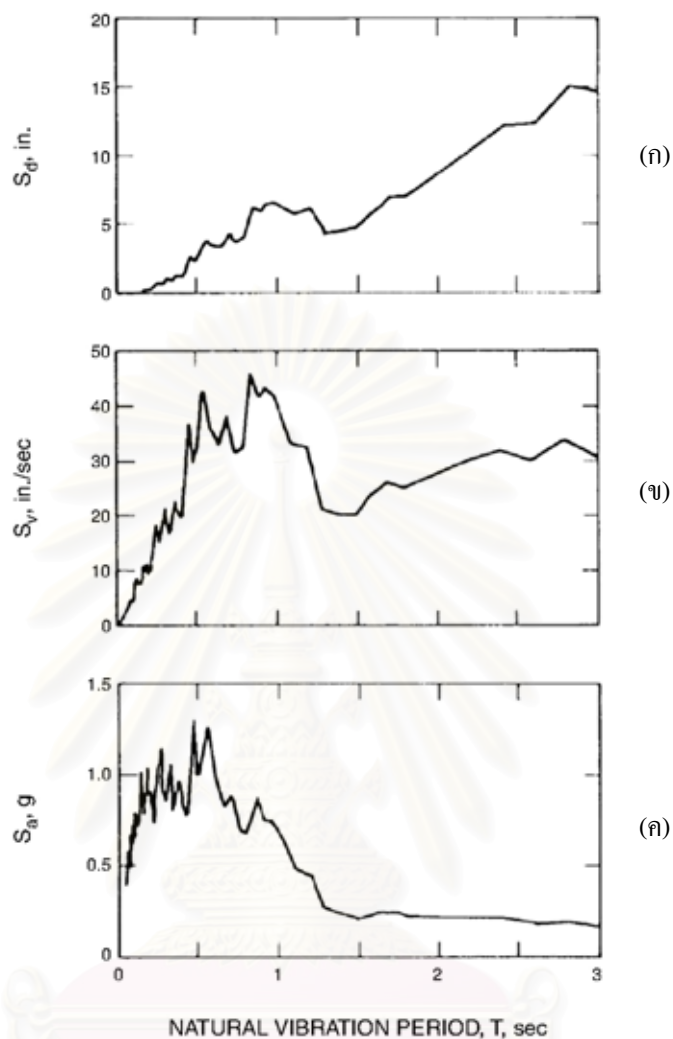 20
15
10
5
0
S_d, in.
(ก)
50
40
30
20
10
0
S_v, in./sec
(ข)
1.5
1.0
0.5
0
S_a, g
(ค)
0 1 2 3
NATURAL VIBRATION PERIOD, T, sec